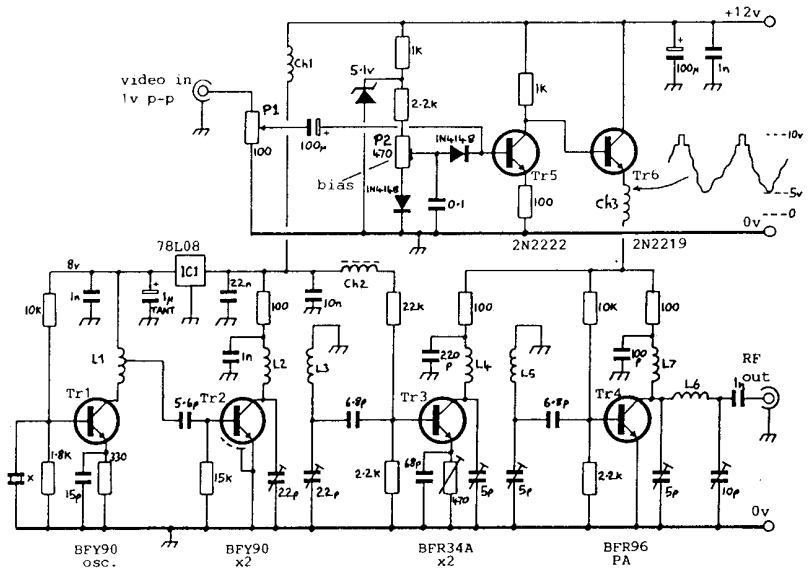 +12v
Ch1
1k
5.1v
video in
1v p-p
P1
100
100µ
+
2.2k
P2
470
bias
1N4148
1N4148
0.1
1k
Tr5
100
2N2222
Tr6
Ch3
2N2219
+
100µ
1n
10v
5v
0
0v
78L08
IC1
8v
10k
1n
+
1µ
TANT
22n
100
10n
Ch2
22k
100
10k
100
L1
1n
L2
L3
220
p
L4
L5
100
p
L7
RF
out
Tr1
5.6p
Tr2
6.8p
Tr3
6.8p
Tr4
L6
1n
X
1.8k
15p
330
15k
22p
22p
2.2k
68p
470
5p
5p
2.2k
5p
10p
0v
BFY90
osc.
BFY90
x2
BFR34A
x2
BFR96
PA